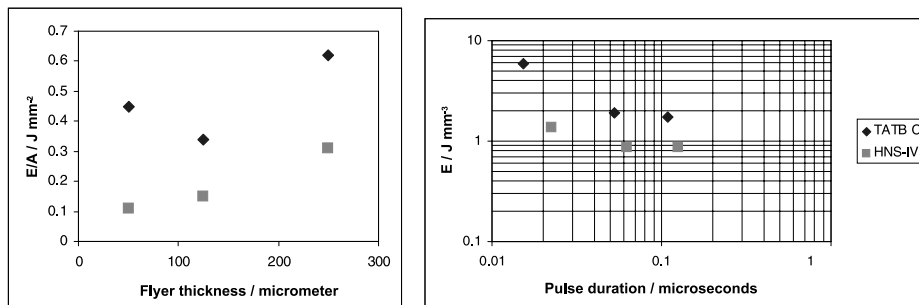 0.7
0.6
0.5
0.4
0.3
0.2
0.1
0
E/A / J mm-2
0 100 200 300
Flyer thickness / micrometer
10
1
0.1
E / J mm-3
0.01 0.1 1
Pulse duration / microseconds
TATB C
HNS-IV